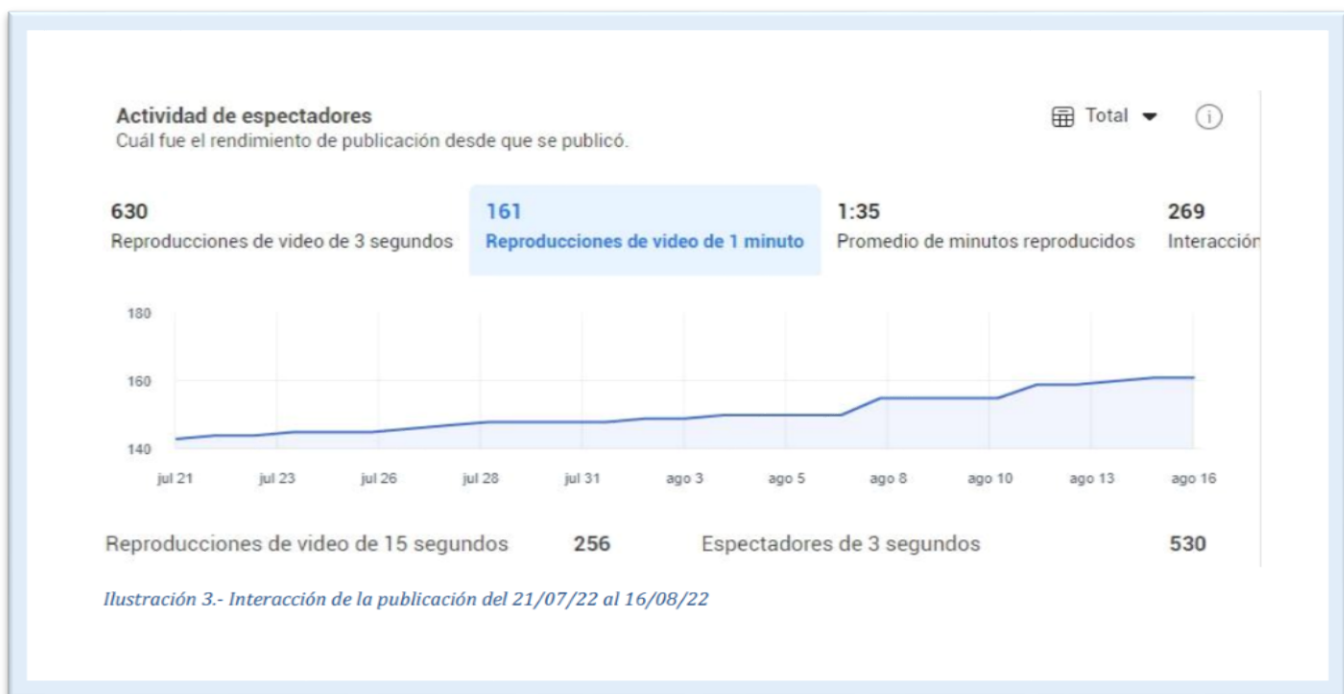 Actividad de espectadores
Total
Cuál fue el rendimiento de publicación desde que se publicó.
630
161
1:35
269
Reproducciones de video de 3 segundos
Reproducciones de video de 1 minuto
Promedio de minutos reproducidos
Interacción
180
160
140
jul 21 jul 23 jul 26 jul 28 jul 31 ago 3 ago 5 ago 8 ago 10 ago 13 ago 16
Reproducciones de video de 15 segundos 256 Espectadores de 3 segundos 530
Ilustración 3.- Interacción de la publicación del 21/07/22 al 16/08/22